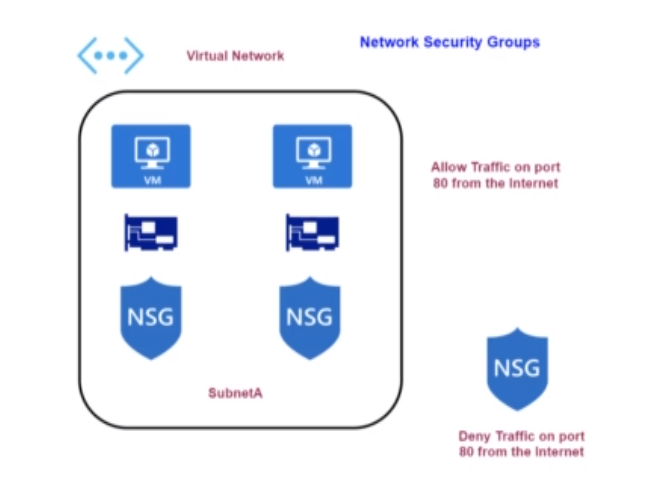 Network Security Groups
Virtual Network
VM
VM
Allow Traffic on port
80 from the Internet
NSG
NSG
NSG
SubnetA
Deny Traffic on port
80 from the Internet